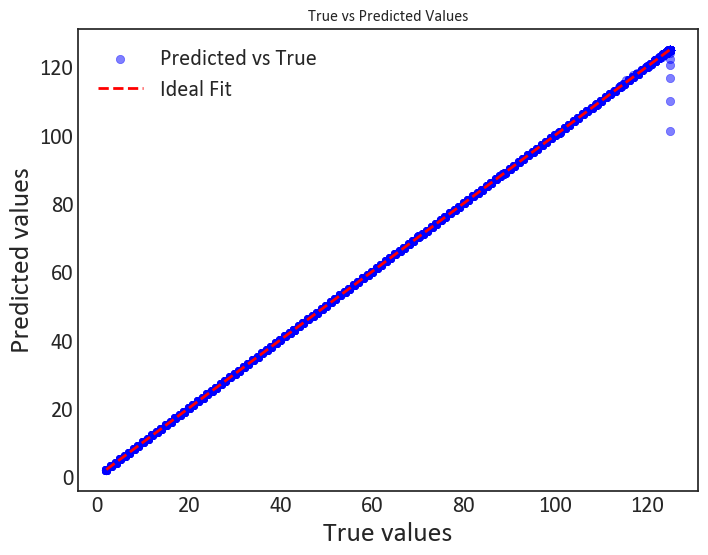 True vs Predicted Values
Predicted vs True
Ideal Fit
Predicted values
120
100
80
60
40
20
0
0 20 40 60 80 100 120
True values